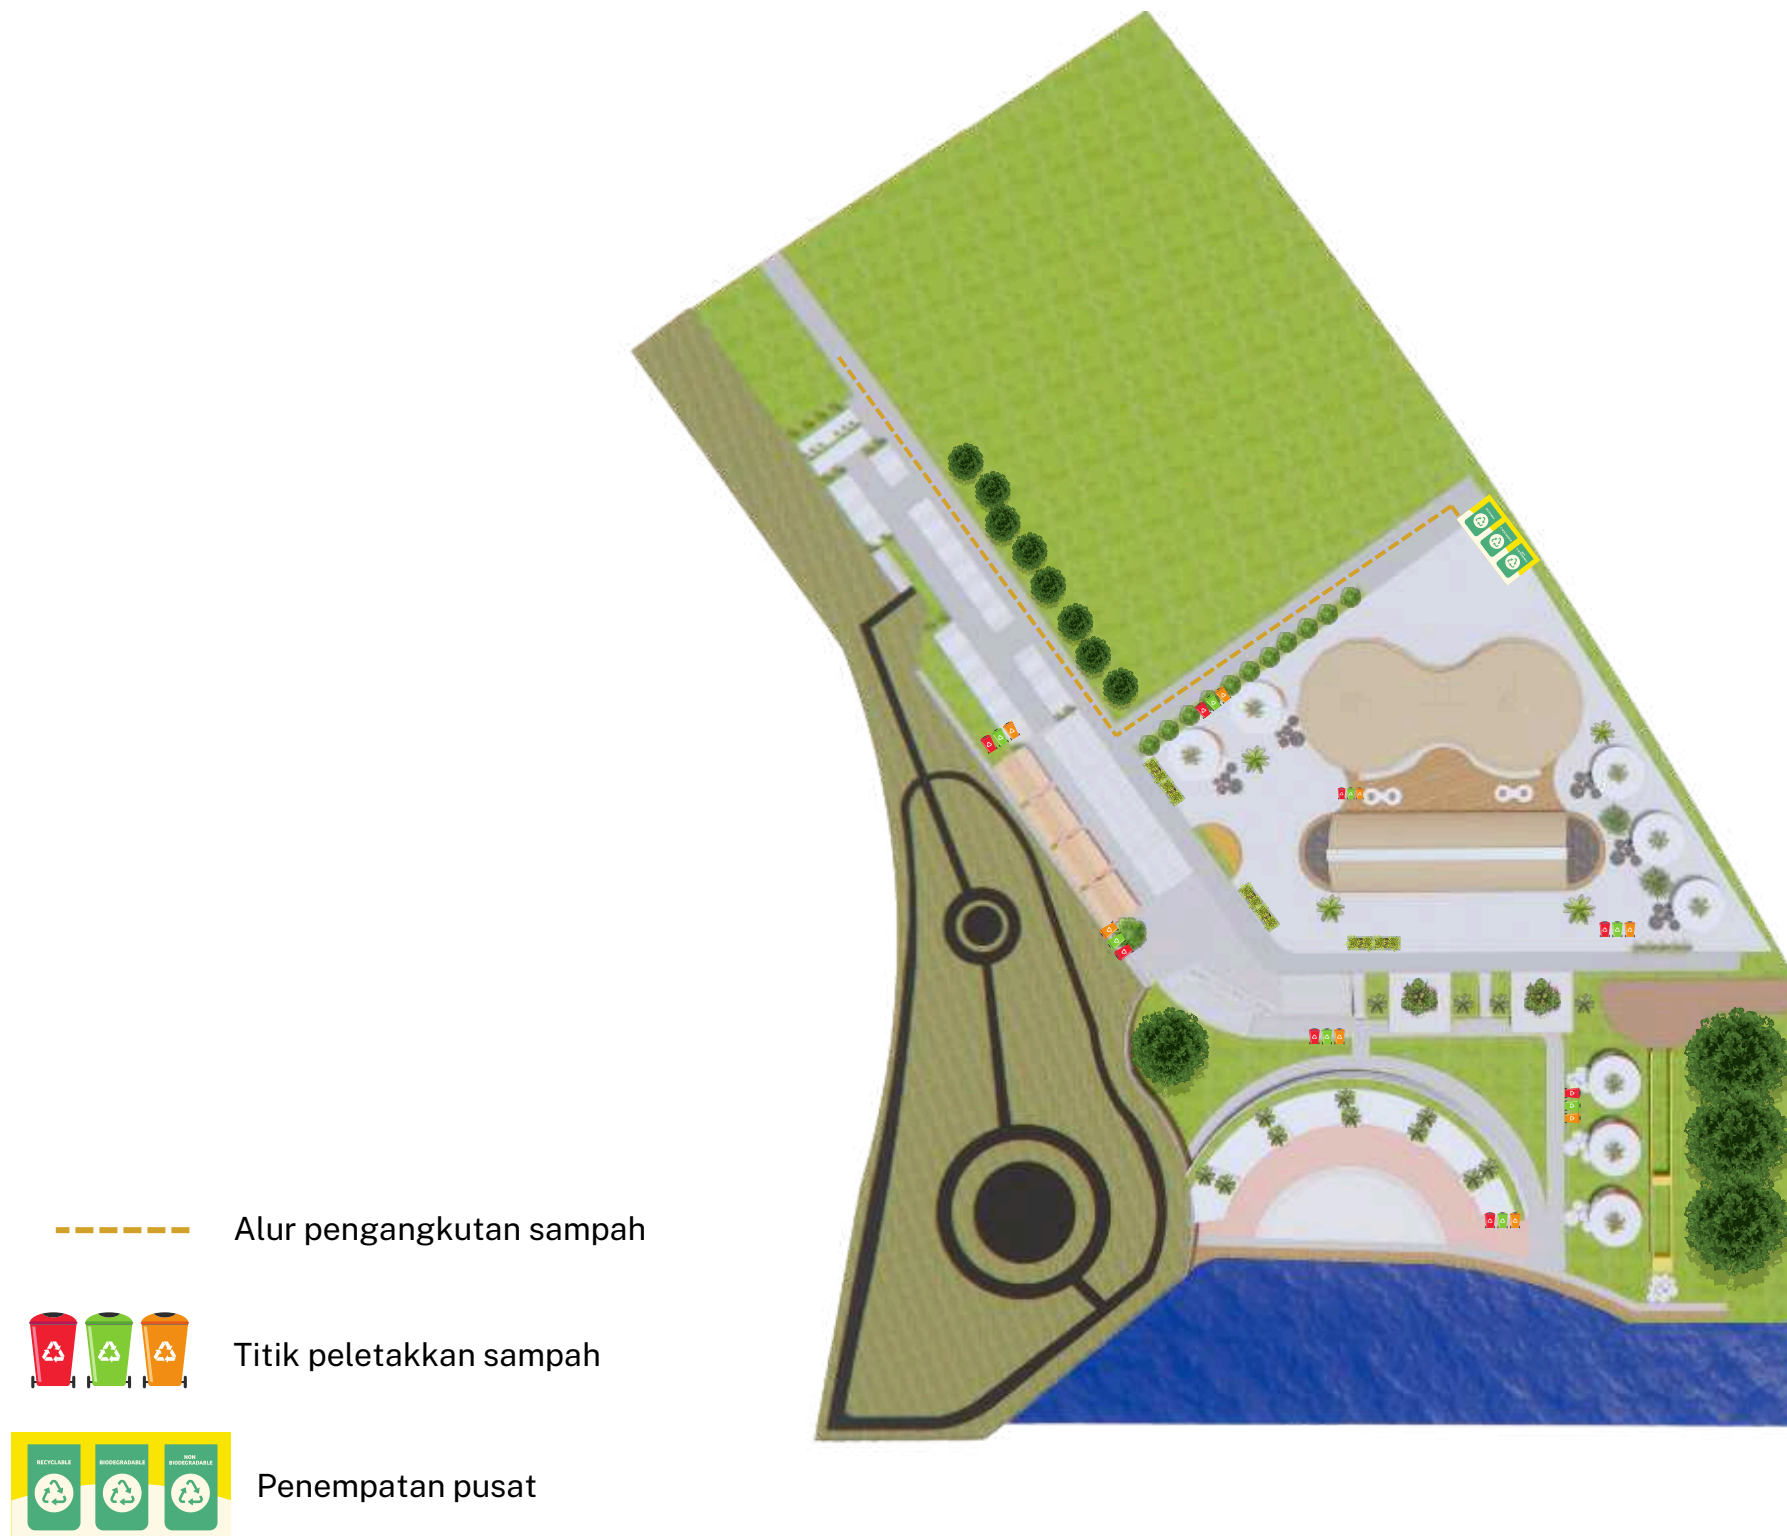 Alur pengangkutan sampah
Titik peletakkan sampah
RECYCLABLE
BIODEGRADABLE
NON
BIODEGRADABLE
Penempatan pusat